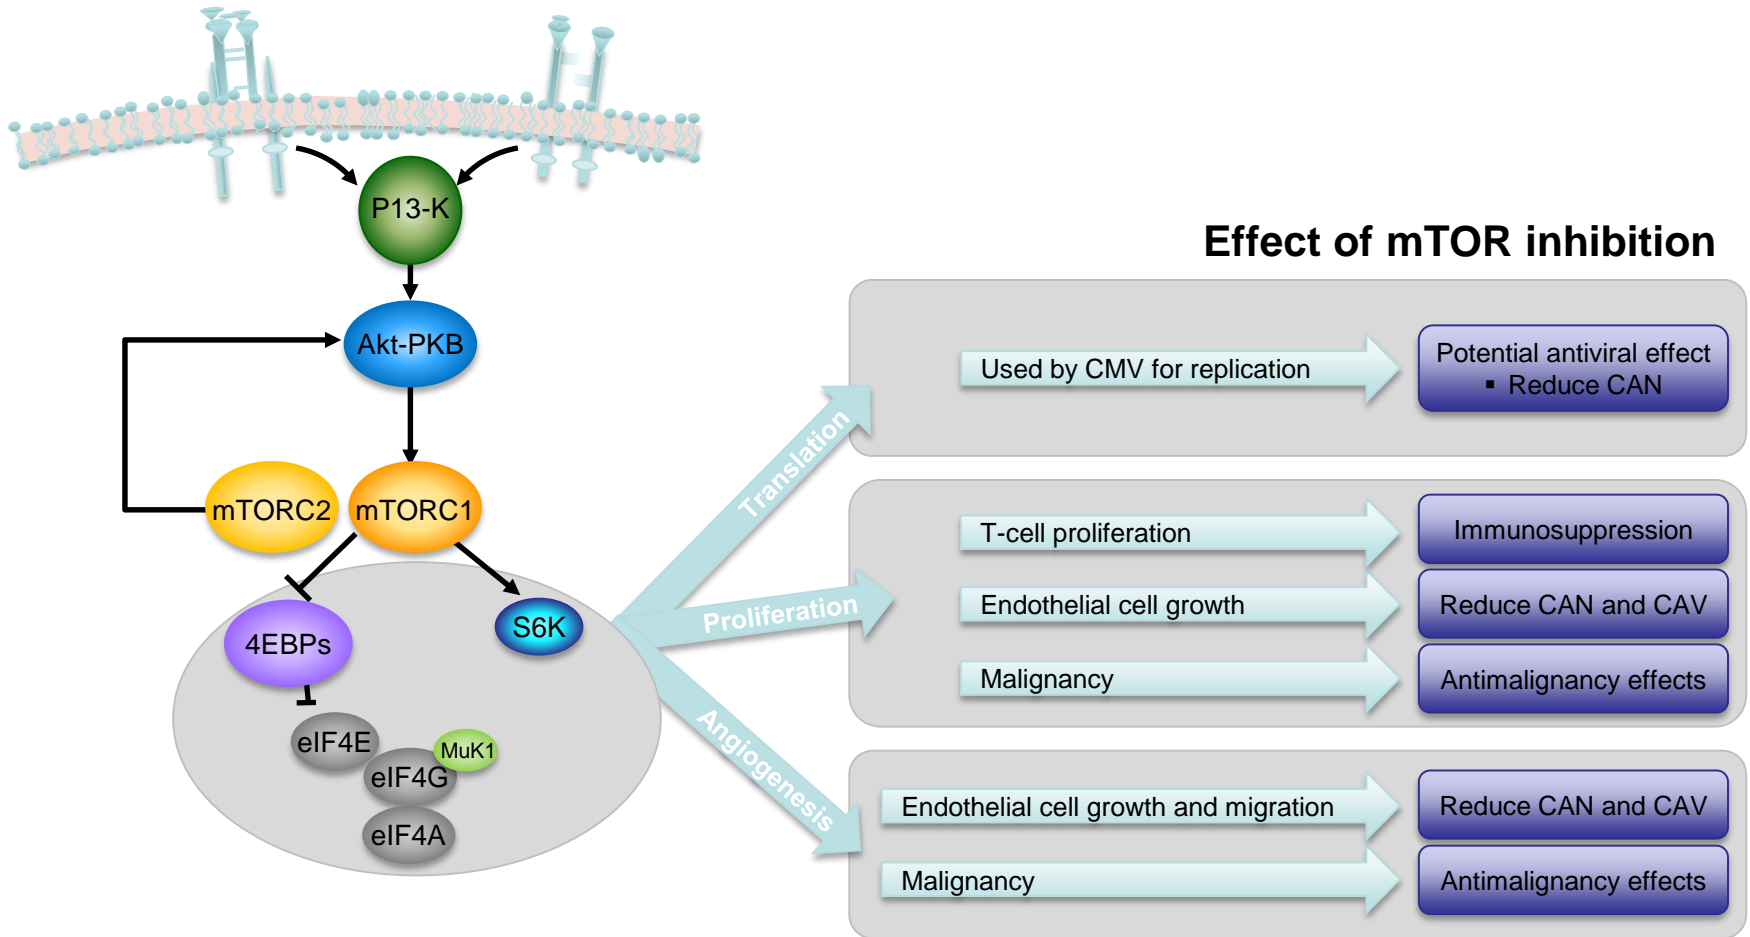 P13-K
Akt-PKB
mTORC2
mTORC1
4EBPs
S6K
eIF4E
MuK1
eIF4G
eIF4A
Effect of mTOR inhibition
Translation
Used by CMV for replication
Potential antiviral effect
▪ Reduce CAN
Proliferation
T-cell proliferation
Immunosuppression
Endothelial cell growth
Reduce CAN and CAV
Malignancy
Antimalignancy effects
Angiogenesis
Endothelial cell growth and migration
Reduce CAN and CAV
Malignancy
Antimalignancy effects